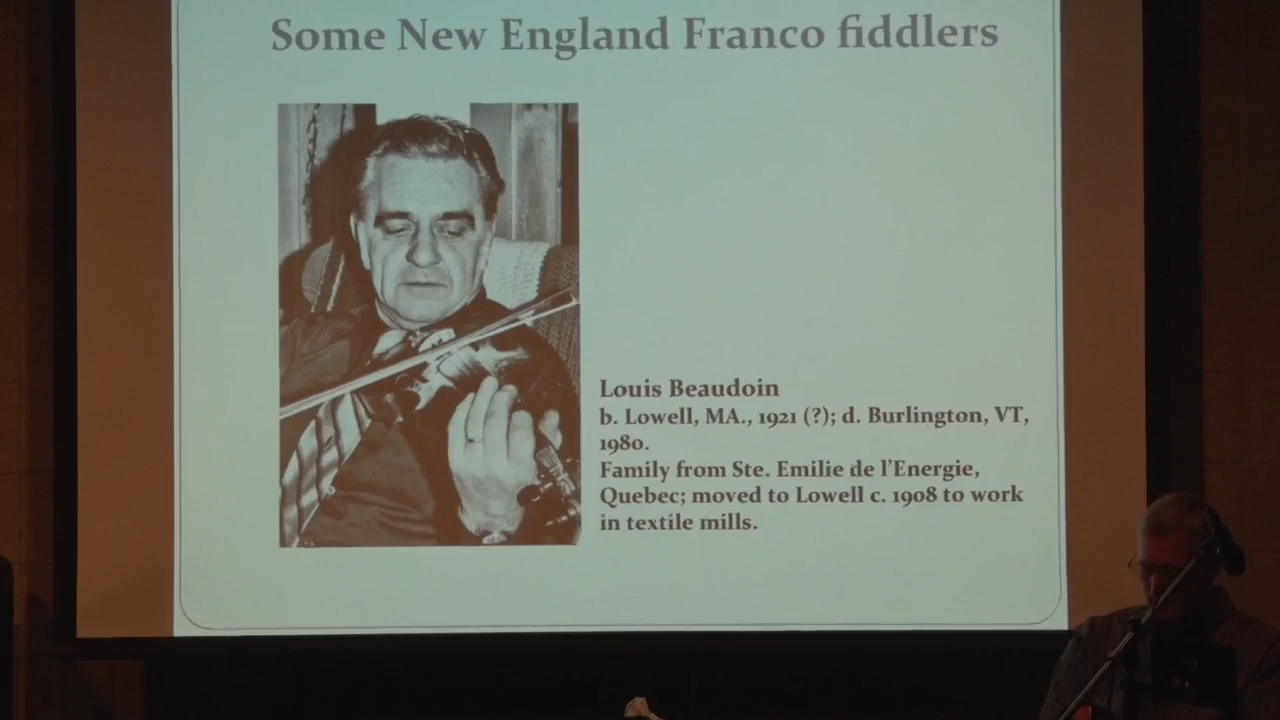 Some New England Franco fiddlers
Louis Beaudoin
b. Lowell, MA., 1921 (?); d. Burlington, VT,
1980.
Family from Ste. Emilie de l'Energie,
Quebec; moved to Lowell c. 1908 to work
in textile mills.